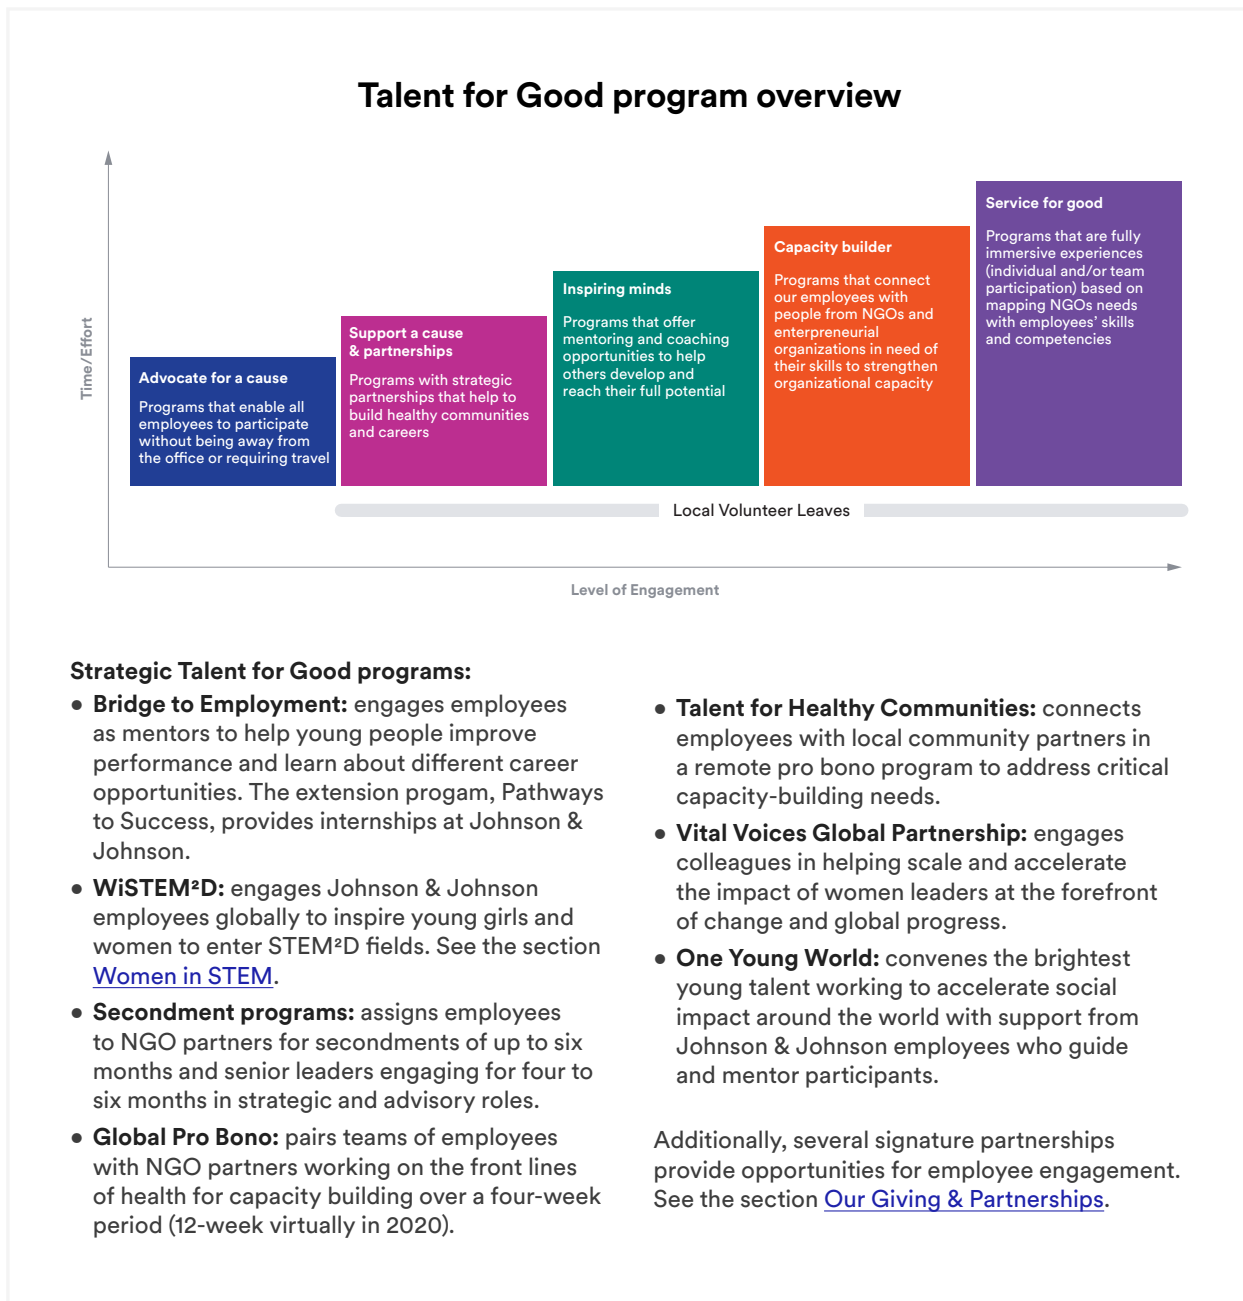 Talent for Good program overview
Time/Effort
Advocate for a cause
Programs that enable all
employees to participate
without being away from
the office or requiring travel
Support a cause
& partnerships
Programs with strategic
partnerships that help to
build healthy communities
and careers
Inspiring minds
Programs that offer
mentoring and coaching
opportunities to help
others develop and
reach their full potential
Capacity builder
Programs that connect
our employees with
people from NGOs and
enterpreneurial
organizations in need of
their skills to strengthen
organizational capacity
Service for good
Programs that are fully
immersive experiences
(individual and/or team
participation) based on
mapping NGOs needs
with employees’ skills
and competencies
Local Volunteer Leaves
Level of Engagement
Strategic Talent for Good programs:
• Bridge to Employment: engages employees
as mentors to help young people improve
performance and learn about different career
opportunities. The extension progam, Pathways
to Success, provides internships at Johnson &
Johnson.
• WiSTEM²D: engages Johnson & Johnson
employees globally to inspire young girls and
women to enter STEM²D fields. See the section
Women in STEM.
• Secondment programs: assigns employees
to NGO partners for secondments of up to six
months and senior leaders engaging for four to
six months in strategic and advisory roles.
• Global Pro Bono: pairs teams of employees
with NGO partners working on the front lines
of health for capacity building over a four-week
period (12-week virtually in 2020).
• Talent for Healthy Communities: connects
employees with local community partners in
a remote pro bono program to address critical
capacity-building needs.
• Vital Voices Global Partnership: engages
colleagues in helping scale and accelerate
the impact of women leaders at the forefront
of change and global progress.
• One Young World: convenes the brightest
young talent working to accelerate social
impact around the world with support from
Johnson & Johnson employees who guide
and mentor participants.
Additionally, several signature partnerships
provide opportunities for employee engagement.
See the section Our Giving & Partnerships.